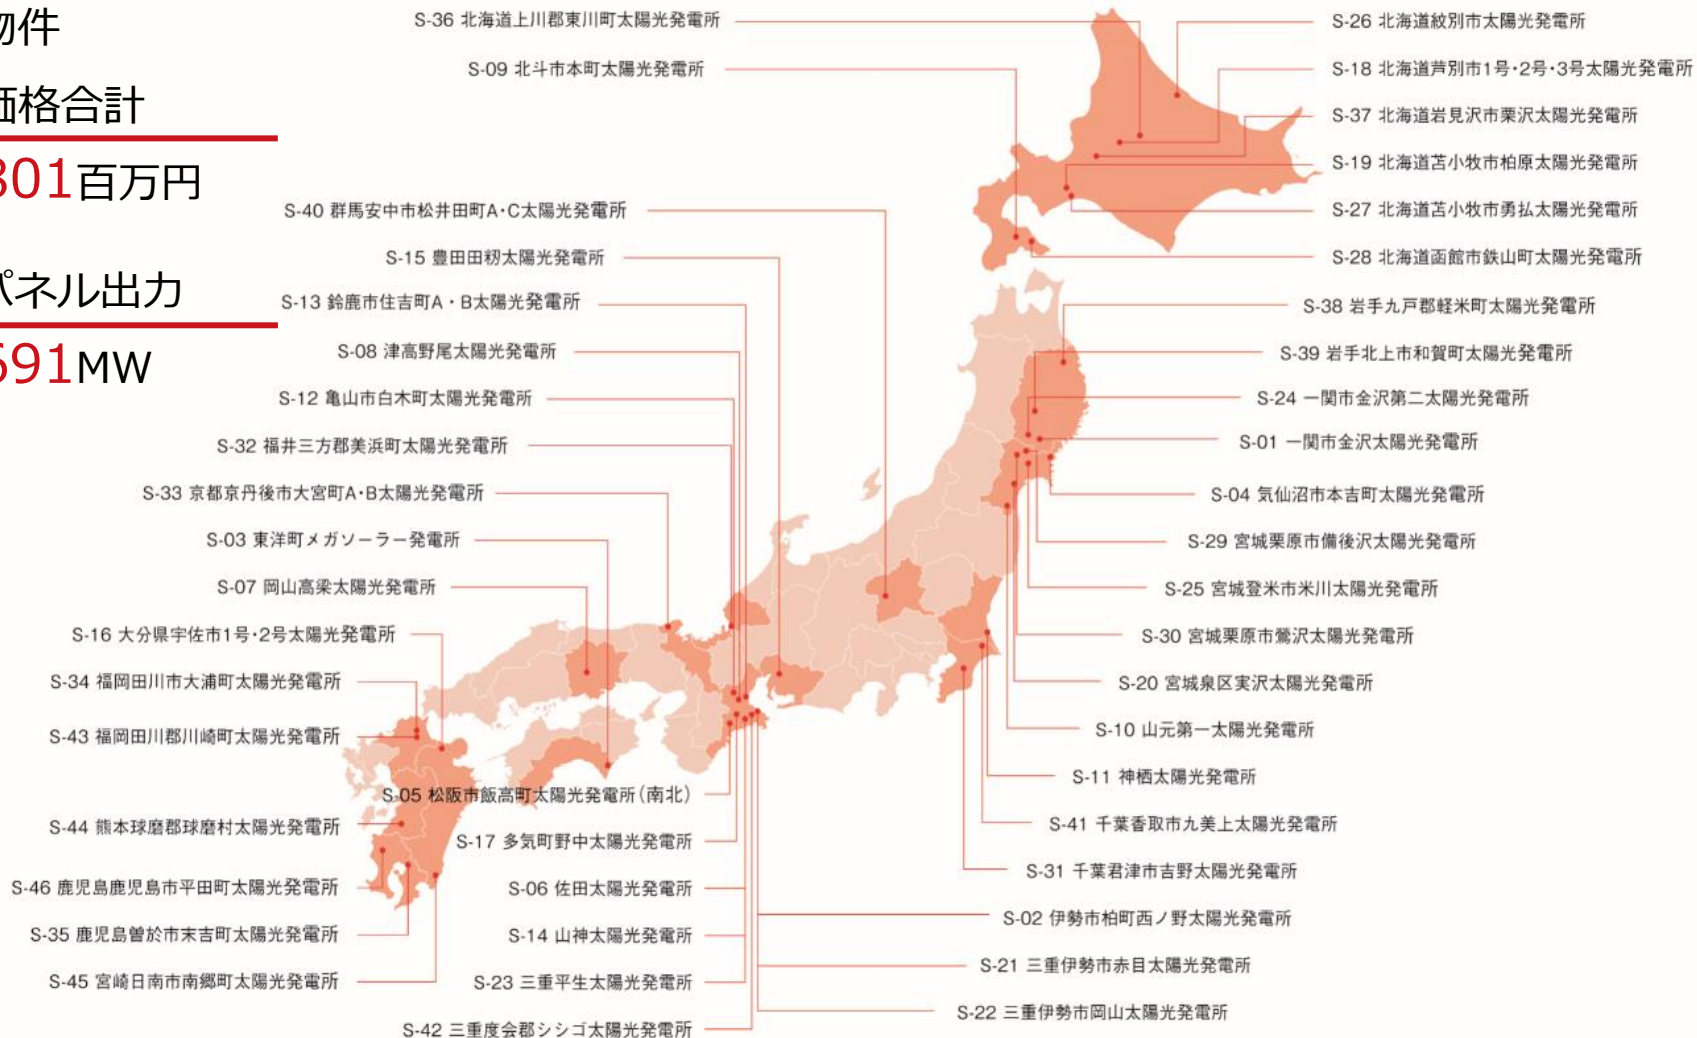 物件
価格合計
801百万円
パネル出力
691MW
S-36 北海道上川郡東川町太陽光発電所
S-09 北斗市本町太陽光発電所
S-40 群馬安中市松井田町A・C太陽光発電所
S-15 豊田田籾太陽光発電所
S-13 鈴鹿市住吉町A・B太陽光発電所
S-08 津高野尾太陽光発電所
S-12 亀山市白木町太陽光発電所
S-32 福井三方郡美浜町太陽光発電所
S-33 京都京丹後市大宮町A・B太陽光発電所
S-03 東洋町メガソーラー発電所
S-07 岡山高梁太陽光発電所
S-16 大分県宇佐市1号・2号太陽光発電所
S-34 福岡田川市大浦町太陽光発電所
S-43 福岡田川郡川崎町太陽光発電所
S-44 熊本球磨郡球磨村太陽光発電所
S-46 鹿児島鹿児島市平田町太陽光発電所
S-35 鹿児島曽於市末吉町太陽光発電所
S-45 宮崎日南市南郷町太陽光発電所
S-05 松阪市飯高町太陽光発電所(南北)
S-17 多気町野中太陽光発電所
S-06 佐田太陽光発電所
S-14 山神太陽光発電所
S-23 三重平生太陽光発電所
S-42 三重度会郡シシゴ太陽光発電所
S-26 北海道紋別市太陽光発電所
S-18 北海道芦別市1号・2号・3号太陽光発電所
S-37 北海道岩見沢市栗沢太陽光発電所
S-19 北海道苫小牧市柏原太陽光発電所
S-27 北海道苫小牧市勇払太陽光発電所
S-28 北海道函館市鉄山町太陽光発電所
S-38 岩手九戸郡軽米町太陽光発電所
S-39 岩手北上市和賀町太陽光発電所
S-24 一関市金沢第二太陽光発電所
S-01 一関市金沢太陽光発電所
S-04 気仙沼市本吉町太陽光発電所
S-29 宮城栗原市備後沢太陽光発電所
S-25 宮城登米市米川太陽光発電所
S-30 宮城栗原市鶯沢太陽光発電所
S-20 宮城泉区実沢太陽光発電所
S-10 山元第一太陽光発電所
S-11 神栖太陽光発電所
S-41 千葉香取市九美上太陽光発電所
S-31 千葉君津市吉野太陽光発電所
S-02 伊勢市柏町西ノ野太陽光発電所
S-21 三重伊勢市赤目太陽光発電所
S-22 三重伊勢市岡山太陽光発電所